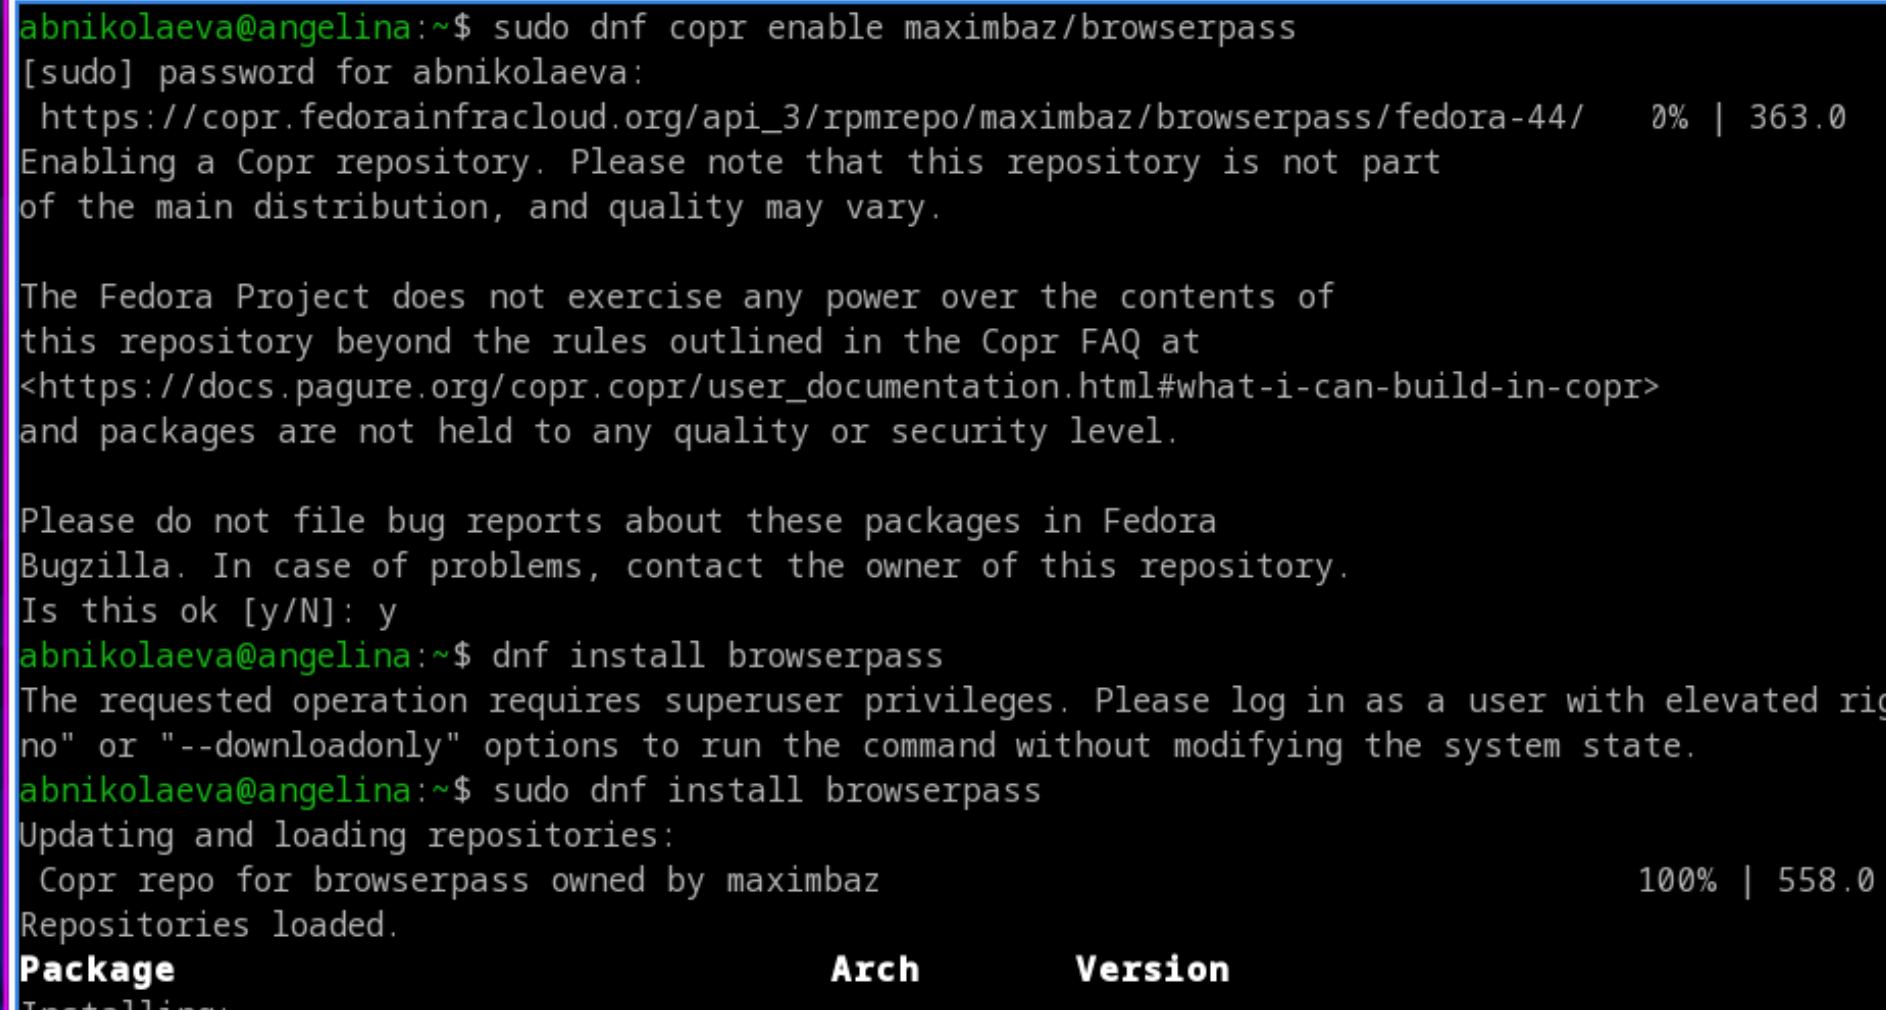 abnikolaeva@angelina:~$ sudo dnf copr enable maximbaz/browserpass
[sudo] password for abnikolaeva:
https://copr.fedorainfracloud.org/api_3/rpmrepo/maximbaz/browserpass/fedora-44/ 0% | 363.0
Enabling a Copr repository. Please note that this repository is not part
of the main distribution, and quality may vary.
The Fedora Project does not exercise any power over the contents of
this repository beyond the rules outlined in the Copr FAQ at
<https://docs.pagure.org/copr.copr/user_documentation.html#what-i-can-build-in-copr>
and packages are not held to any quality or security level.
Please do not file bug reports about these packages in Fedora
Bugzilla. In case of problems, contact the owner of this repository.
Is this ok [y/N]: y
abnikolaeva@angelina:~$ dnf install browserpass
The requested operation requires superuser privileges. Please log in as a user with elevated
no" or "--downloadonly" options to run the command without modifying the system state.
abnikolaeva@angelina:~$ sudo dnf install browserpass
Updating and loading repositories:
Copr repo for browserpass owned by maximbaz 100% | 558.0
Repositories loaded.
Package Arch Version